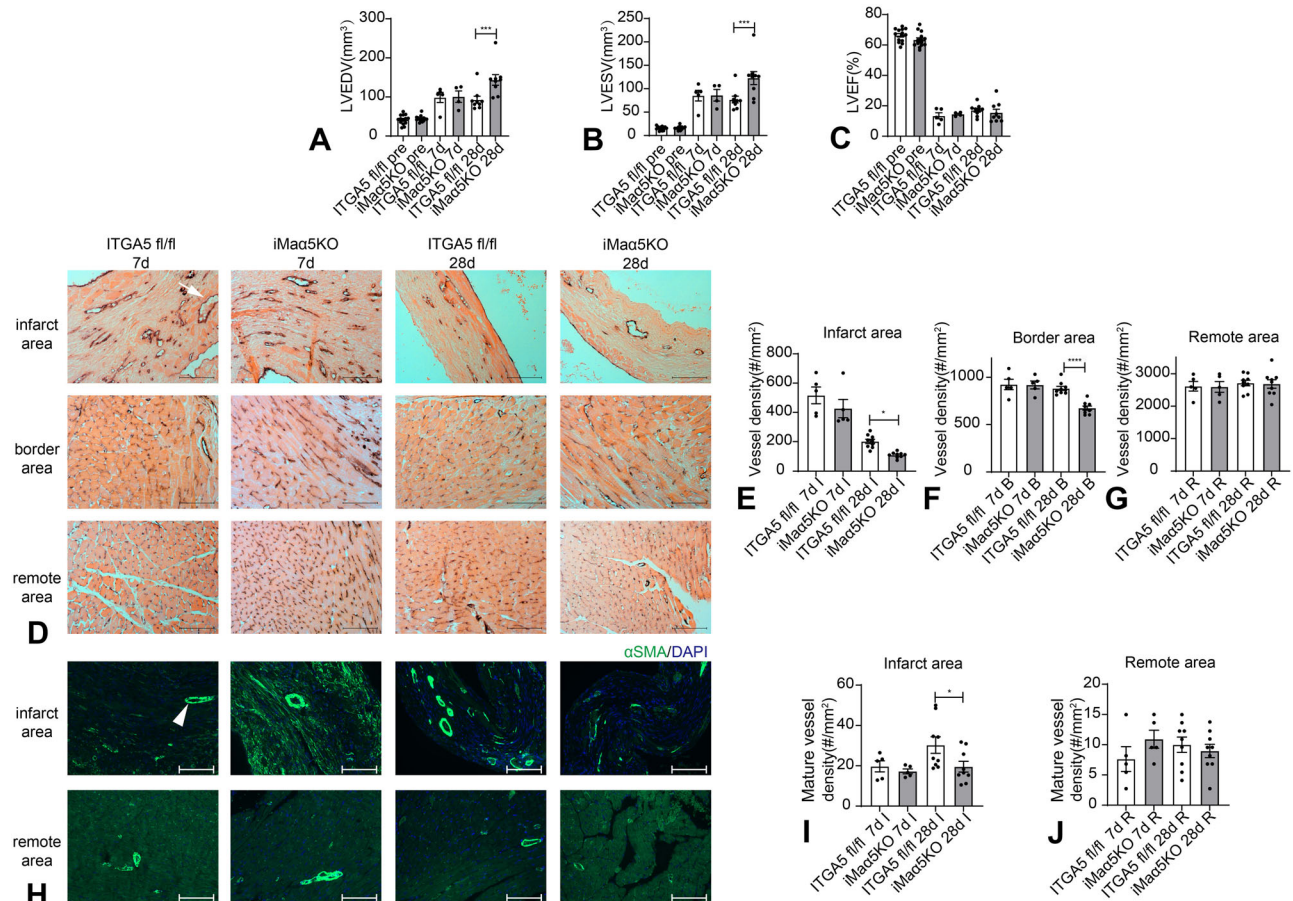 LVEDV(mm³)
300
200
100
0
***
ITGA5 fl/fl pre
iMaα5KO pre
ITGA5 fl/fl 7d
iMaα5KO 7d
ITGA5 fl/fl 28d
iMaα5KO 28d
A
LVESV(mm³)
250
200
150
100
50
0
***
ITGA5 fl/fl pre
iMaα5KO pre
ITGA5 fl/fl 7d
iMaα5KO 7d
ITGA5 fl/fl 28d
iMaα5KO 28d
B
LVEF(%)
80
60
40
20
0
ITGA5 fl/fl pre
iMaα5KO pre
ITGA5 fl/fl 7d
iMaα5KO 7d
ITGA5 fl/fl 28d
iMaα5KO 28d
C
ITGA5 fl/fl
7d
iMaα5KO
7d
ITGA5 fl/fl
28d
iMaα5KO
28d
infarct
area
border
area
remote
area
D
Infarct area
Vessel density(#/mm²)
800
600
400
200
0
*
ITGA5 fl/fl 7d I
iMaα5KO 7d I
ITGA5 fl/fl 28d I
iMaα5KO 28d I
E
Border area
Vessel density(#/mm²)
1000
500
0
****
ITGA5 fl/fl 7d B
iMaα5KO 7d B
ITGA5 fl/fl 28d B
iMaα5KO 28d B
F
Remote area
Vessel density(#/mm²)
3000
2000
1000
0
ITGA5 fl/fl 7d R
iMaα5KO 7d R
ITGA5 fl/fl 28d R
iMaα5KO 28d R
G
αSMA/DAPI
infarct
area
remote
area
H
Infarct area
Mature vessel
density(#/mm²)
60
40
20
0
*
ITGA5 fl/fl 7d I
iMaα5KO 7d I
ITGA5 fl/fl 28d I
iMaα5KO 28d I
I
Remote area
Mature vessel
density(#/mm²)
20
15
10
5
0
ITGA5 fl/fl 7d R
iMaα5KO 7d R
ITGA5 fl/fl 28d R
iMaα5KO 28d R
J